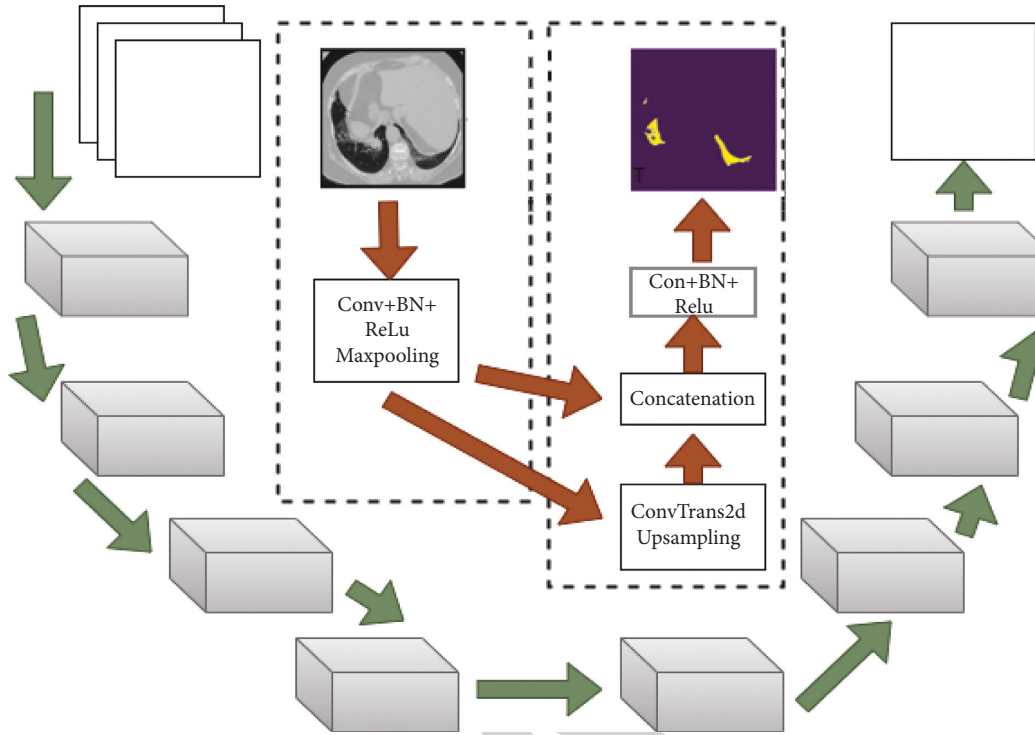 Conv+BN+
ReLu
Maxpooling
T
Con+BN+
Relu
Concatenation
ConvTrans2d
Upsampling